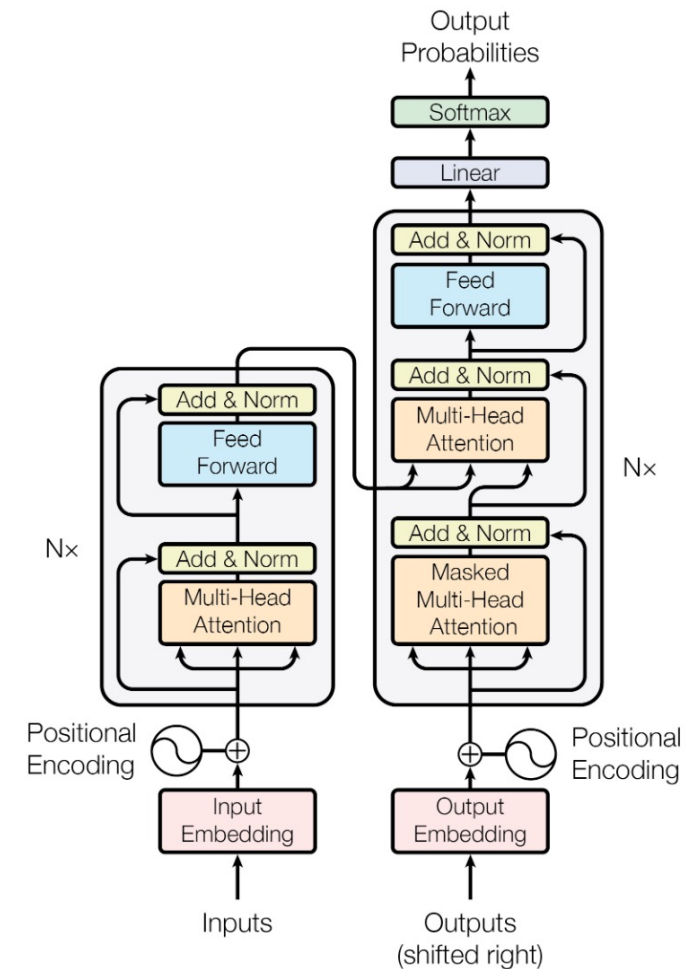 Output
Probabilities
Softmax
Linear
Add & Norm
Feed
Forward
Add & Norm
Multi-Head
Attention
Add & Norm
Masked
Multi-Head
Attention
N×
Add & Norm
Feed
Forward
Add & Norm
Multi-Head
Attention
N×
Positional
Encoding
Positional
Encoding
Input
Embedding
Output
Embedding
Inputs
Outputs
(shifted right)